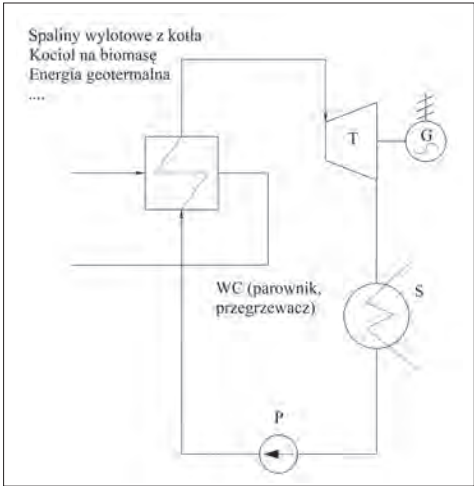 Spaliny wylotowe z kotła
Kocioł na biomasę
Energia geotermalna
....
T
G
WC (parownik,
przegrzewacz)
S
P